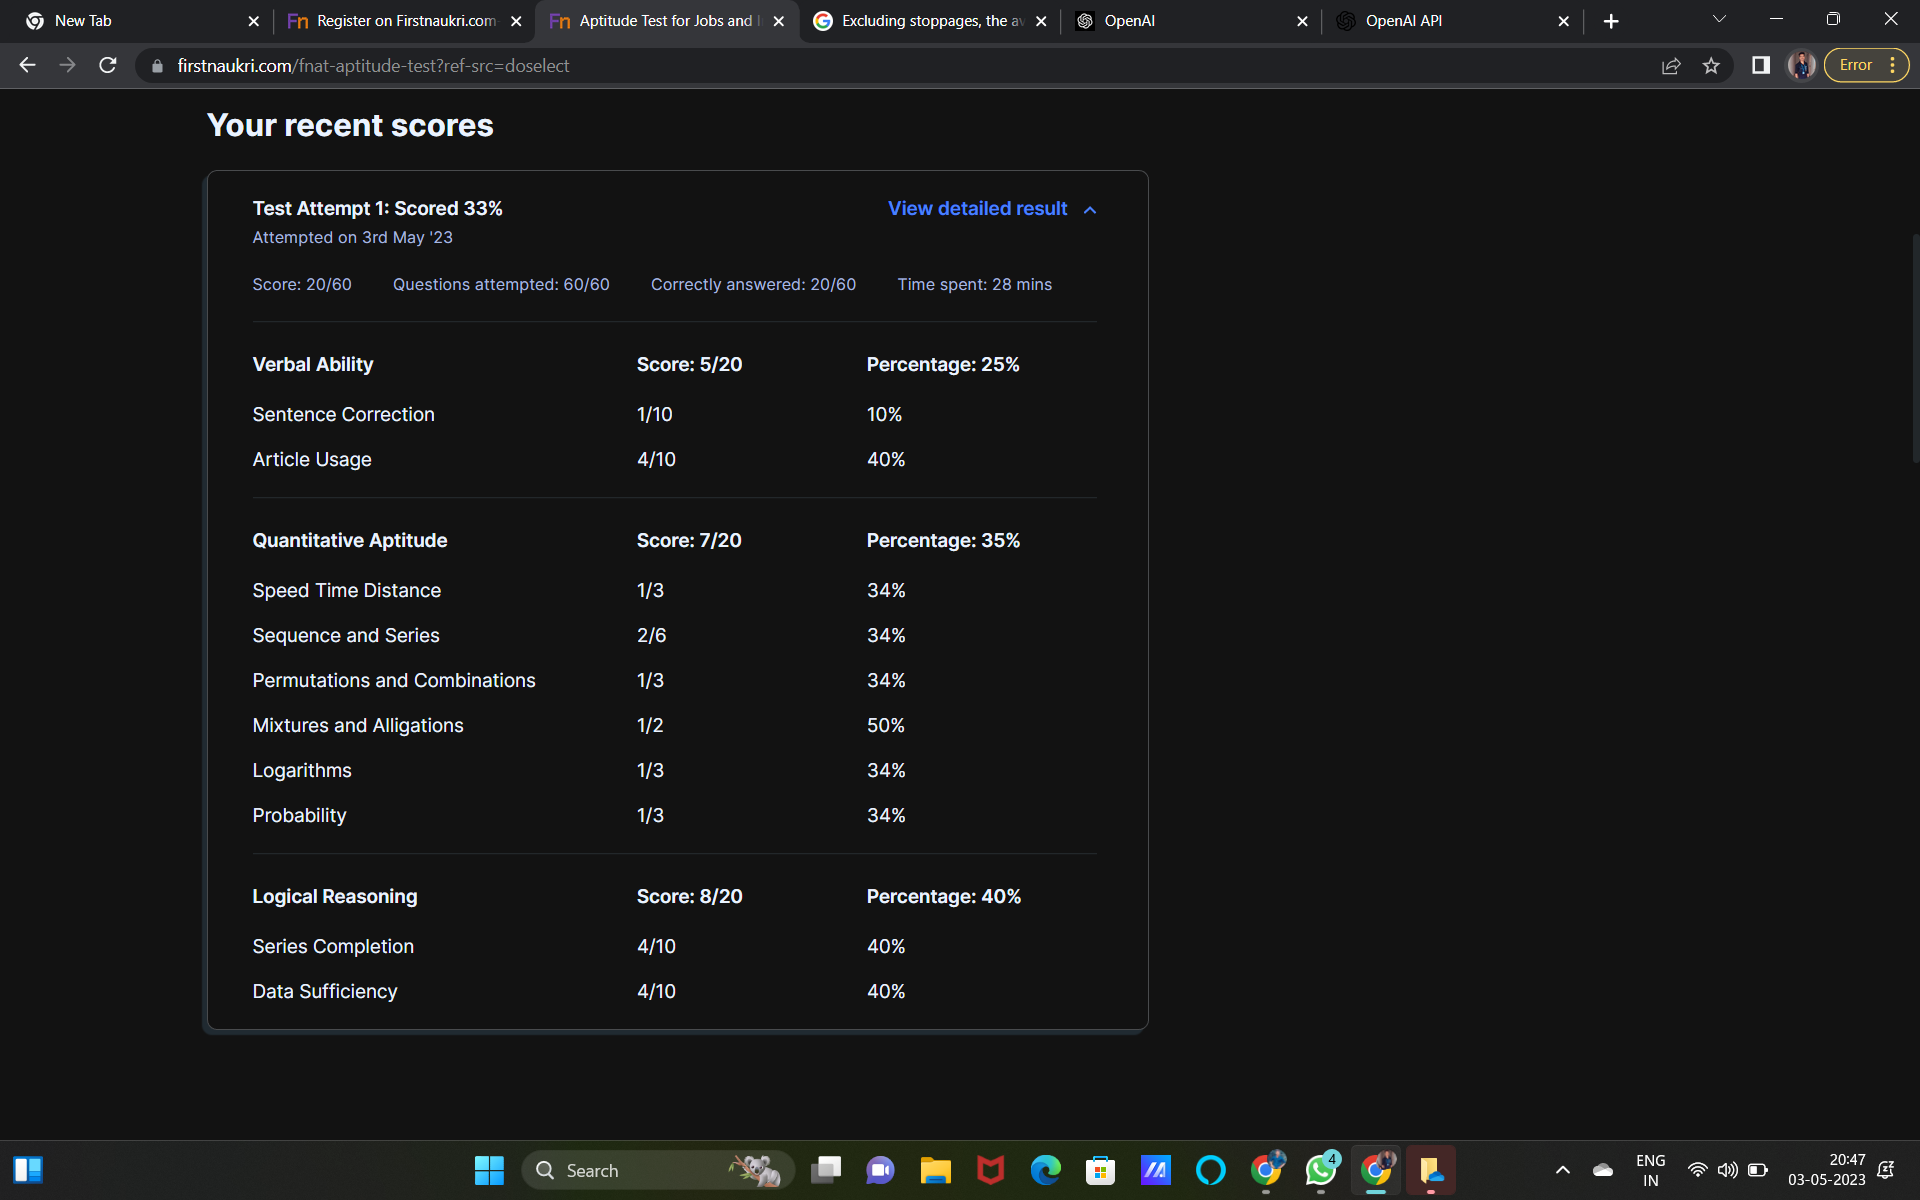 New Tab
Fn Register on Firstnaukri.com
Fn Aptitude Test for Jobs and I
Excluding stoppages, the av
OpenAI
OpenAI API
firstnaukri.com/fnat-aptitude-test?ref-src=doselect
Error
Your recent scores
Test Attempt 1: Scored 33% View detailed result
Attempted on 3rd May '23
Score: 20/60 Questions attempted: 60/60 Correctly answered: 20/60 Time spent: 28 mins
Verbal Ability Score: 5/20 Percentage: 25%
Sentence Correction 1/10 10%
Article Usage 4/10 40%
Quantitative Aptitude Score: 7/20 Percentage: 35%
Speed Time Distance 1/3 34%
Sequence and Series 2/6 34%
Permutations and Combinations 1/3 34%
Mixtures and Alligations 1/2 50%
Logarithms 1/3 34%
Probability 1/3 34%
Logical Reasoning Score: 8/20 Percentage: 40%
Series Completion 4/10 40%
Data Sufficiency 4/10 40%
Search
4
ENG
IN
20:47
03-05-2023